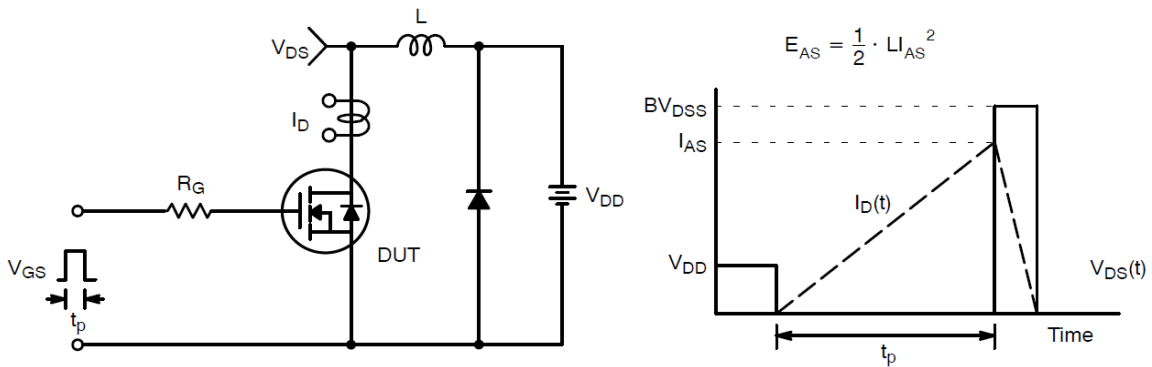 L
V_DS
I_D
R_G
V_DD
DUT
V_GS
t_p
E_AS = 1/2 · LI_AS^2
BV_DSS
I_AS
I_D(t)
V_DD
V_DS(t)
t_p
Time